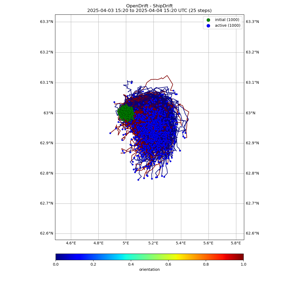 OpenDrift - ShipDrift
2025-04-03 15:20 to 2025-04-04 15:20 UTC (25 steps)
initial (1000)
active (1000)
63.3°N 63.3°N
63.2°N 63.2°N
63.1°N 63.1°N
63°N 63°N
62.9°N 62.9°N
62.8°N 62.8°N
62.7°N 62.7°N
62.6°N 62.6°N
4.6°E 4.8°E 5°E 5.2°E 5.4°E 5.6°E 5.8°E
0.0 0.2 0.4 0.6 0.8 1.0
orientation